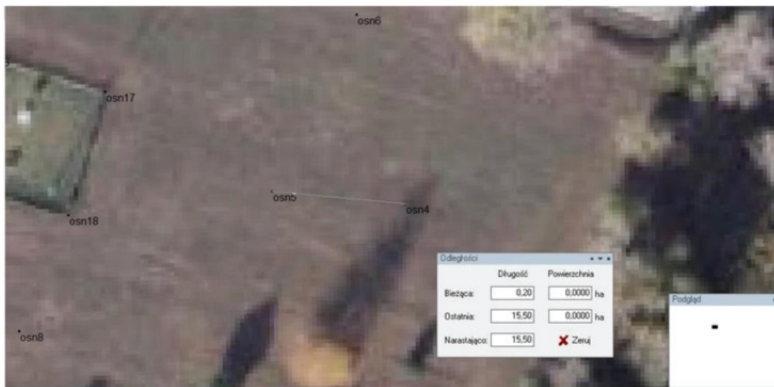 osn6
osn17
osn5
osn4
osn18
Odległości
Długość Powierzchnia
Bieżąca: 0,20 0,0000 ha
Ostatnia: 15,50 0,0000 ha
Narastająco: 15,50 Zeruj
Podgląd
osn8